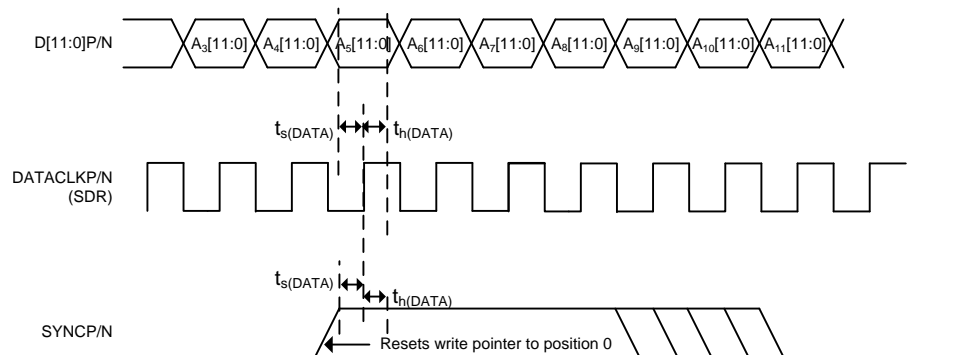 D[11:0]P/N A₃[11:0] A₄[11:0] A₅[11:0] A₆[11:0] A₇[11:0] A₈[11:0] A₉[11:0] A₁₀[11:0] A₁₁[11:0]
tₛ(DATA) tₕ(DATA)
DATACLKP/N
(SDR)
tₛ(DATA)
tₕ(DATA)
SYNCP/N
Resets write pointer to position 0